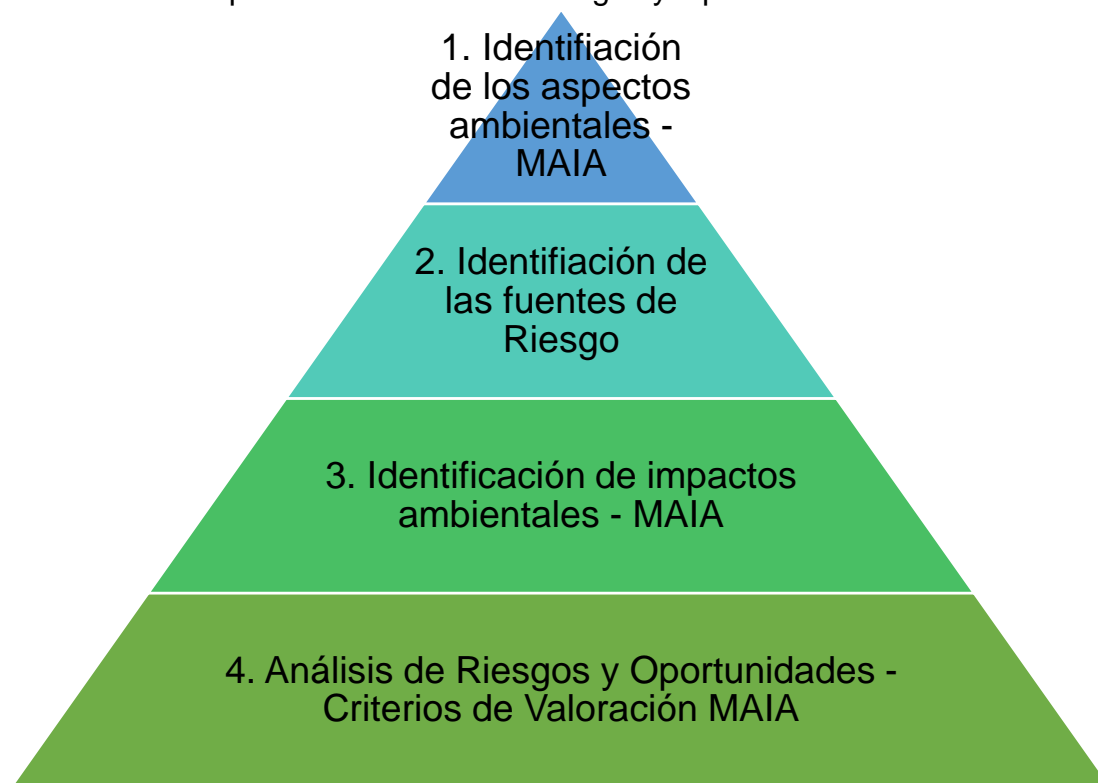 1. Identifiación
de los aspectos
ambientales -
MAIA
2. Identifiación de
las fuentes de
Riesgo
3. Identificación de impactos
ambientales - MAIA
4. Análisis de Riesgos y Oportunidades -
Criterios de Valoración MAIA